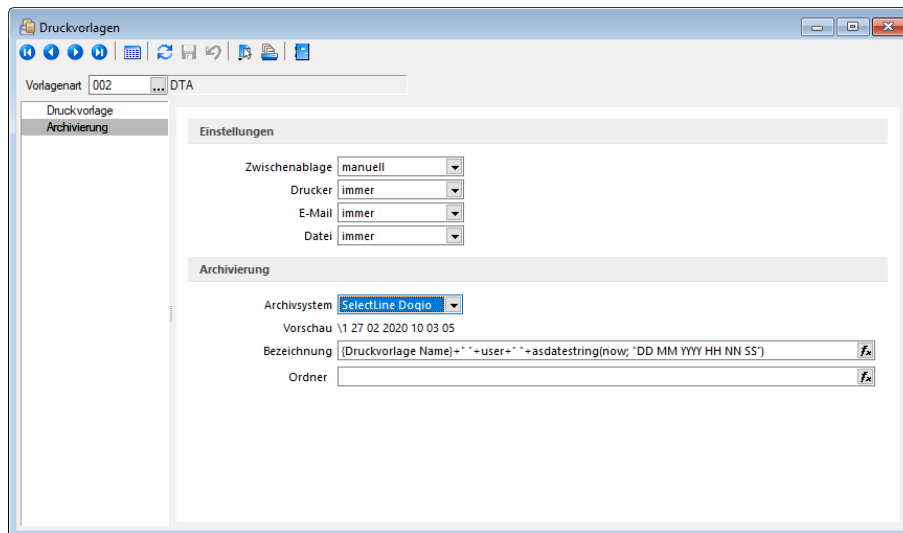 Druckvorlagen
Vorlagenart 002 ... DTA
Druckvorlage
Archivierung
Einstellungen
Zwischenablage manuell
Drucker immer
E-Mail immer
Datei immer
Archivierung
Archivsystem SelectLine Doqio
Vorschau \1 27 02 2020 10 03 05
Bezeichnung {Druckvorlage Name}+" "+user+" "+asdatestring(now; "DD MM YYYY HH NN SS") fx
Ordner fx